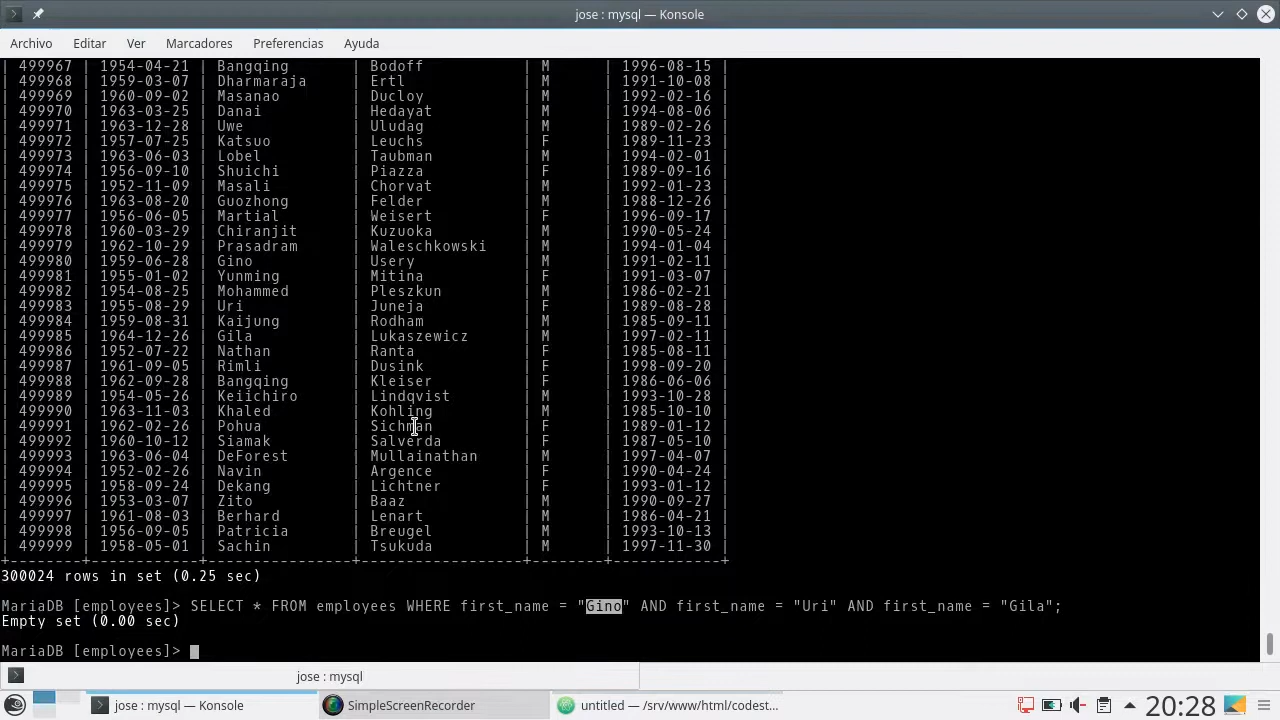 jose : mysql — Konsole
Archivo Editar Ver Marcadores Preferencias Ayuda
| 499967 | 1954-04-21 | Bangqing | Bodoff | M | 1996-08-15 |
| 499968 | 1959-03-07 | Dharmaraja | Ertl | M | 1991-10-08 |
| 499969 | 1960-09-02 | Masanao | Ducloy | M | 1992-02-16 |
| 499970 | 1963-03-25 | Danai | Hedayat | M | 1994-08-06 |
| 499971 | 1963-12-28 | Uwe | Uludag | M | 1989-02-26 |
| 499972 | 1957-07-25 | Katsuo | Leuchs | F | 1989-11-23 |
| 499973 | 1963-06-03 | Lobel | Taubman | M | 1994-02-01 |
| 499974 | 1956-09-10 | Shuichi | Piazza | F | 1989-09-16 |
| 499975 | 1952-11-09 | Masali | Chorvat | M | 1992-01-23 |
| 499976 | 1963-08-20 | Guozhong | Felder | M | 1988-12-26 |
| 499977 | 1956-06-05 | Martial | Weisert | F | 1996-09-17 |
| 499978 | 1960-03-29 | Chiranjit | Kuzuoka | M | 1990-05-24 |
| 499979 | 1962-10-29 | Prasadram | Waleschkowski | M | 1994-01-04 |
| 499980 | 1959-06-28 | Gino | Usery | M | 1991-02-11 |
| 499981 | 1955-01-02 | Yunming | Mitina | F | 1991-03-07 |
| 499982 | 1954-08-25 | Mohammed | Pleszkun | M | 1986-02-21 |
| 499983 | 1955-08-29 | Uri | Juneja | F | 1989-08-28 |
| 499984 | 1959-08-31 | Kaijung | Rodham | M | 1985-09-11 |
| 499985 | 1964-12-26 | Gila | Lukaszewicz | M | 1997-02-11 |
| 499986 | 1952-07-22 | Nathan | Ranta | F | 1985-08-11 |
| 499987 | 1961-09-05 | Rimli | Dusink | F | 1998-09-20 |
| 499988 | 1962-09-28 | Bangqing | Kleiser | F | 1986-06-06 |
| 499989 | 1954-05-26 | Keiichiro | Lindqvist | M | 1993-10-28 |
| 499990 | 1963-11-03 | Khaled | Kohling | M | 1985-10-10 |
| 499991 | 1962-02-26 | Pohua | Sichman | F | 1989-01-12 |
| 499992 | 1960-10-12 | Siamak | Salverda | F | 1987-05-10 |
| 499993 | 1963-06-04 | DeForest | Mullainathan | M | 1997-04-07 |
| 499994 | 1952-02-26 | Navin | Argence | F | 1990-04-24 |
| 499995 | 1958-09-24 | Dekang | Lichtner | F | 1993-01-12 |
| 499996 | 1953-03-07 | Zito | Baaz | M | 1990-09-27 |
| 499997 | 1961-08-03 | Berhard | Lenart | M | 1986-04-21 |
| 499998 | 1956-09-05 | Patricia | Breugel | M | 1993-10-13 |
| 499999 | 1958-05-01 | Sachin | Tsukuda | M | 1997-11-30 |
+--------+------------+-----------------+------------------+--------+------------+
300024 rows in set (0.25 sec)
MariaDB [employees]> SELECT * FROM employees WHERE first_name = "Gino" AND first_name = "Uri" AND first_name = "Gila";
Empty set (0.00 sec)
MariaDB [employees]>
jose : mysql
jose : mysql — Konsole SimpleScreenRecorder untitled — /srv/www/html/codest... 20:28